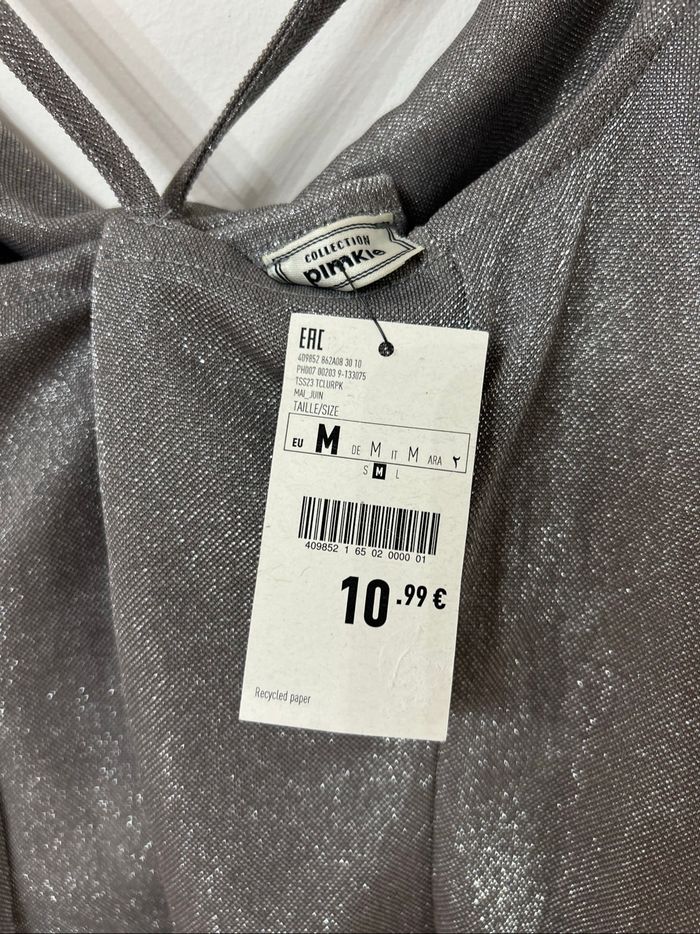 COLLECTION
pimkie
EAC
409852 862A08 30 10
PH007 00203 9-133075
TSS23 TCLURPK
MAI_JUIN
TAILLE/SIZE
EU M DE M IT M ARA ٢
S M L
409852 1 65 02 0000 01
10.99 €
Recycled paper